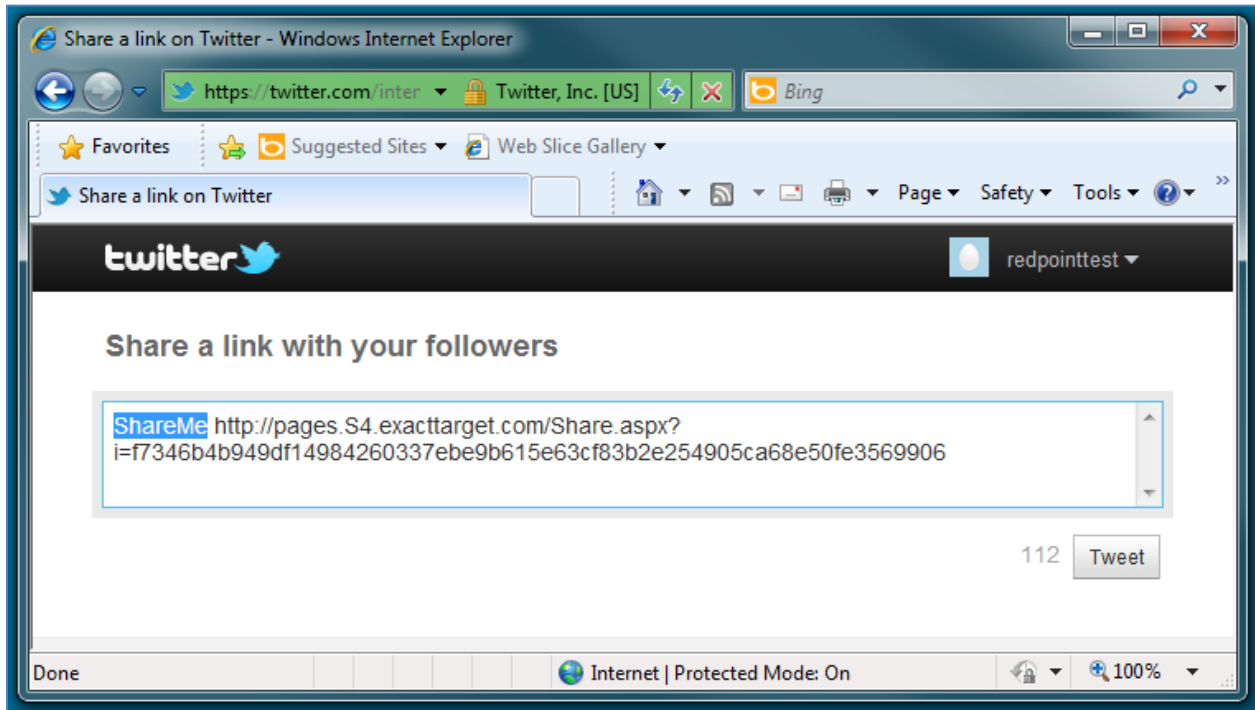 Share a link on Twitter - Windows Internet Explorer
https://twitter.com/inter Twitter, Inc. [US] Bing
Favorites Suggested Sites Web Slice Gallery
Share a link on Twitter Page Safety Tools
twitter redpointtest
Share a link with your followers
ShareMe http://pages.S4.exacttarget.com/Share.aspx?
i=f7346b4b949df14984260337ebe9b615e63cf83b2e254905ca68e50fe3569906
112 Tweet
Done Internet | Protected Mode: On 100%